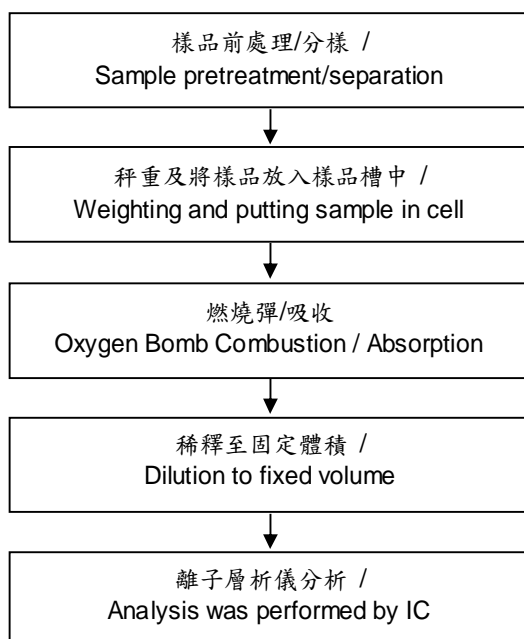 樣品前處理/分樣 /
Sample pretreatment/separation
秤重及將樣品放入樣品槽中 /
Weighting and putting sample in cell
燃燒彈/吸收
Oxygen Bomb Combustion / Absorption
稀釋至固定體積 /
Dilution to fixed volume
離子層析儀分析 /
Analysis was performed by IC